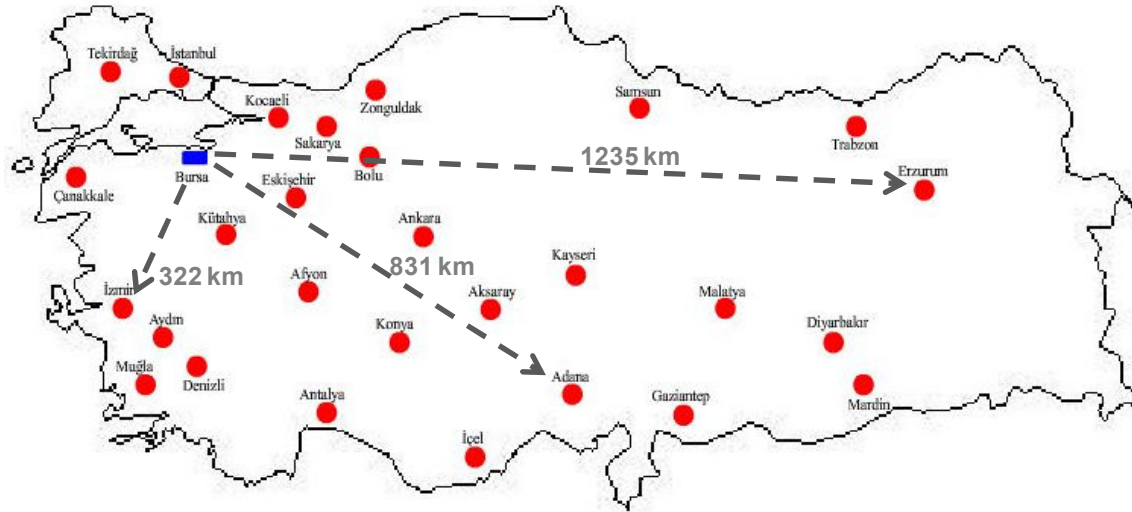 Tekirdağ
İstanbul
Kocaeli
Zonguldak
Samsun
Sakarya
Trabzon
1235 km
Bolu
Erzurum
Bursa
Çanakkale
Eskişehir
Kütahya
Ankara
Kayseri
831 km
322 km
Afyon
İzmir
Aksaray
Malatya
Aydın
Konya
Diyarbakır
Muğla
Denizli
Adana
Antalya
Gaziantep
Mardin
İçel